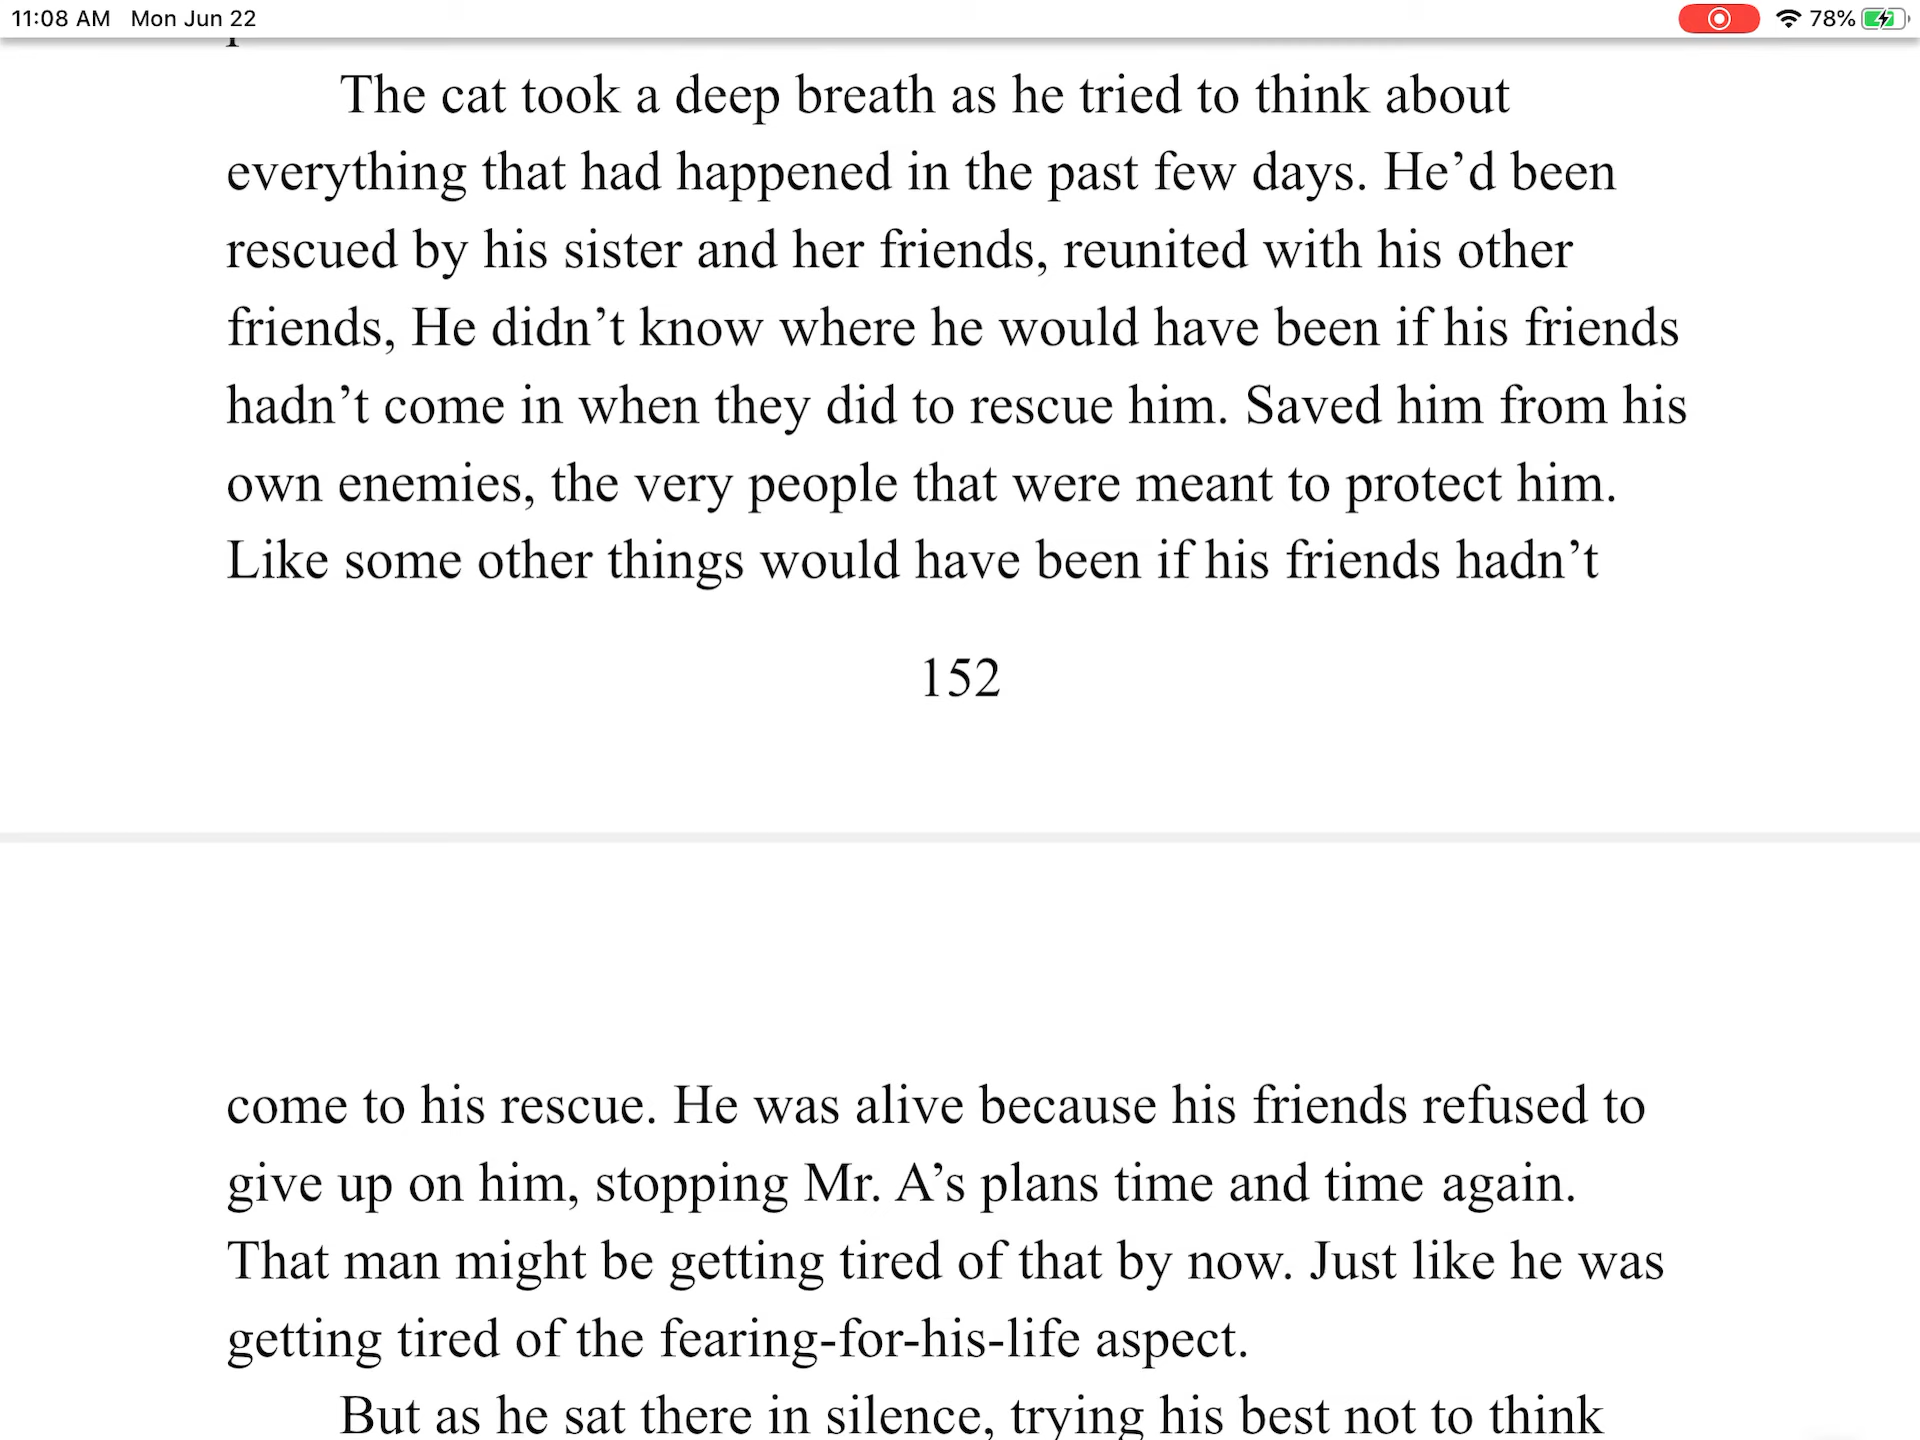 11:08 AM Mon Jun 22 78%
The cat took a deep breath as he tried to think about
everything that had happened in the past few days. He’d been
rescued by his sister and her friends, reunited with his other
friends, He didn’t know where he would have been if his friends
hadn’t come in when they did to rescue him. Saved him from his
own enemies, the very people that were meant to protect him.
Like some other things would have been if his friends hadn’t
152
come to his rescue. He was alive because his friends refused to
give up on him, stopping Mr. A’s plans time and time again.
That man might be getting tired of that by now. Just like he was
getting tired of the fearing-for-his-life aspect.
But as he sat there in silence, trying his best not to think